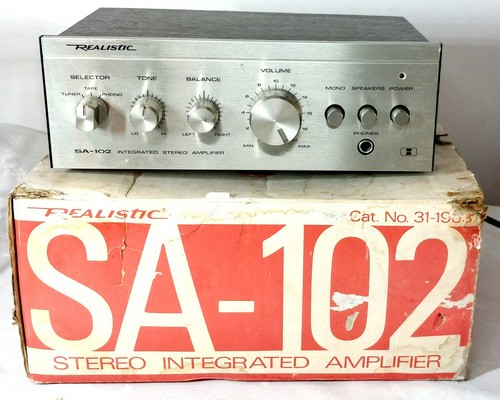 REALISTIC
VOLUME
SELECTOR TONE BALANCE
TAPE
TUNER PHONO
MONO SPEAKERS POWER
LO HI LEFT RIGHT
PHONES
MIN MAX
SA-102 INTEGRATED STEREO AMPLIFIER
REALISTIC
Cat. No. 31-1983
SA-102
STEREO INTEGRATED AMPLIFIER